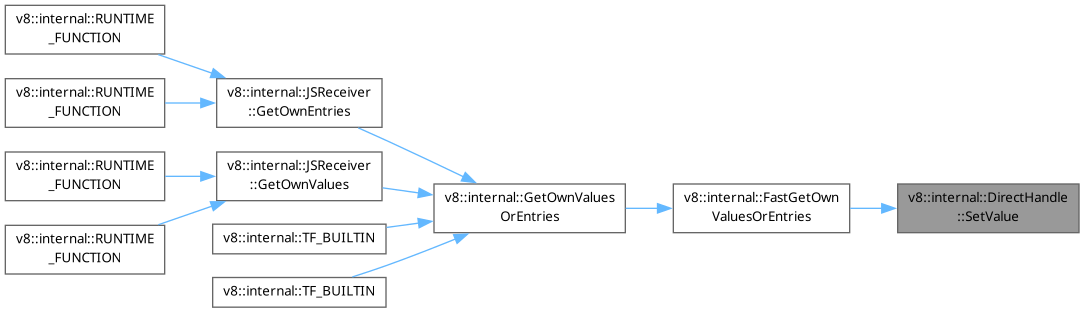 v8::internal::RUNTIME
_FUNCTION
v8::internal::RUNTIME
_FUNCTION
v8::internal::JSReceiver
::GetOwnEntries
v8::internal::RUNTIME
_FUNCTION
v8::internal::JSReceiver
::GetOwnValues
v8::internal::GetOwnValues
OrEntries
v8::internal::FastGetOwn
ValuesOrEntries
v8::internal::DirectHandle
::SetValue
v8::internal::TF_BUILTIN
v8::internal::RUNTIME
_FUNCTION
v8::internal::TF_BUILTIN